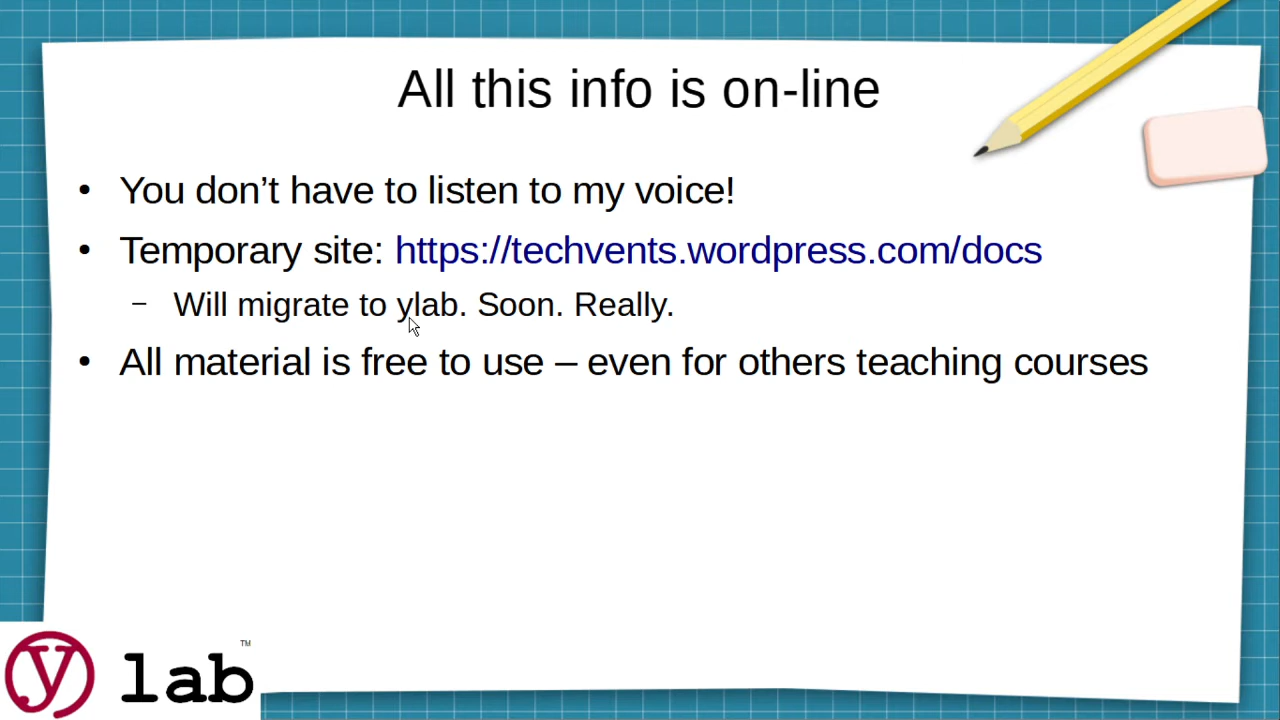 All this info is on-line
• You don’t have to listen to my voice!
• Temporary site: https://techvents.wordpress.com/docs
– Will migrate to ylab. Soon. Really.
• All material is free to use – even for others teaching courses
y lab ™